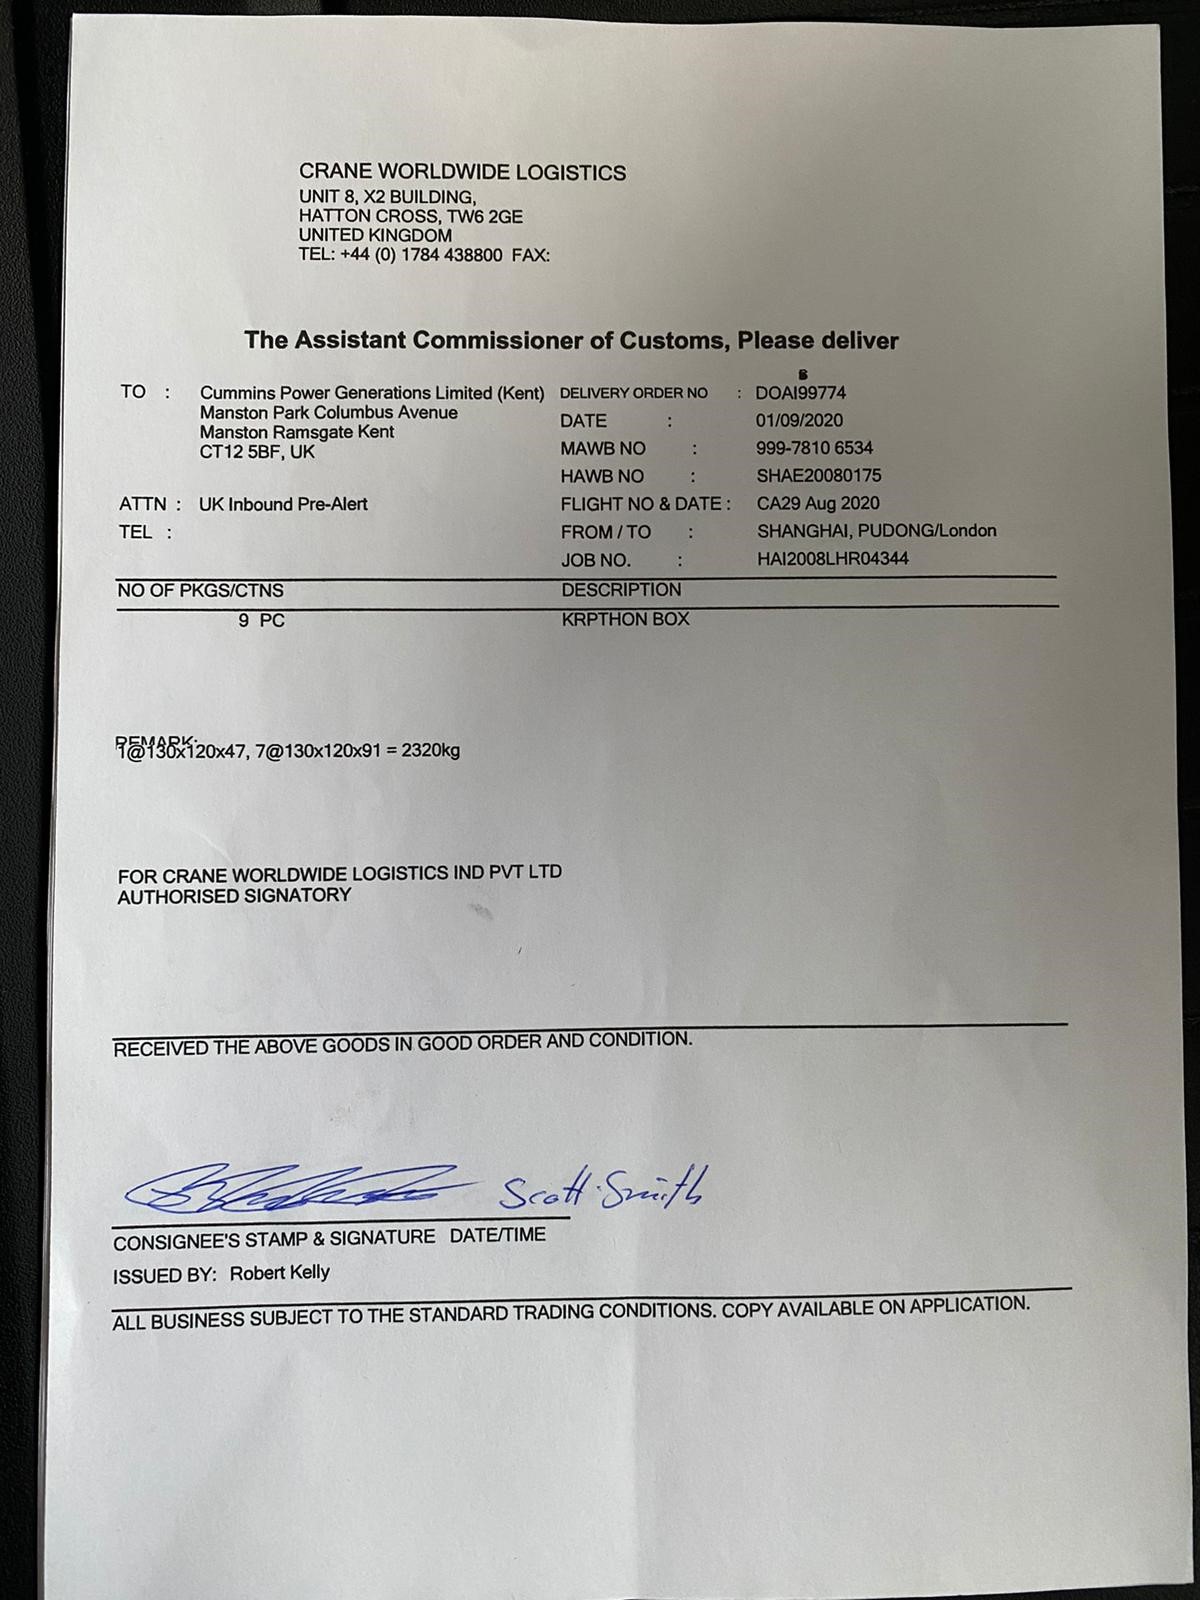 CRANE WORLDWIDE LOGISTICS
UNIT 8, X2 BUILDING,
HATTON CROSS, TW6 2GE
UNITED KINGDOM
TEL: +44 (0) 1784 438800 FAX:
The Assistant Commissioner of Customs, Please deliver
TO : Cummins Power Generations Limited (Kent)
Manston Park Columbus Avenue
Manston Ramsgate Kent
CT12 5BF, UK
ATTN : UK Inbound Pre-Alert
TEL :
DELIVERY ORDER NO : DOAI99774
DATE : 01/09/2020
MAWB NO : 999-7810 6534
HAWB NO : SHAE20080175
FLIGHT NO & DATE : CA29 Aug 2020
FROM / TO : SHANGHAI, PUDONG/London
JOB NO. : HAI2008LHR04344
NO OF PKGS/CTNS DESCRIPTION
9 PC KRPTHON BOX
REMARK:
1@130x120x47, 7@130x120x91 = 2320kg
FOR CRANE WORLDWIDE LOGISTICS IND PVT LTD
AUTHORISED SIGNATORY
RECEIVED THE ABOVE GOODS IN GOOD ORDER AND CONDITION.
Scott Smith
CONSIGNEE'S STAMP & SIGNATURE DATE/TIME
ISSUED BY: Robert Kelly
ALL BUSINESS SUBJECT TO THE STANDARD TRADING CONDITIONS. COPY AVAILABLE ON APPLICATION.